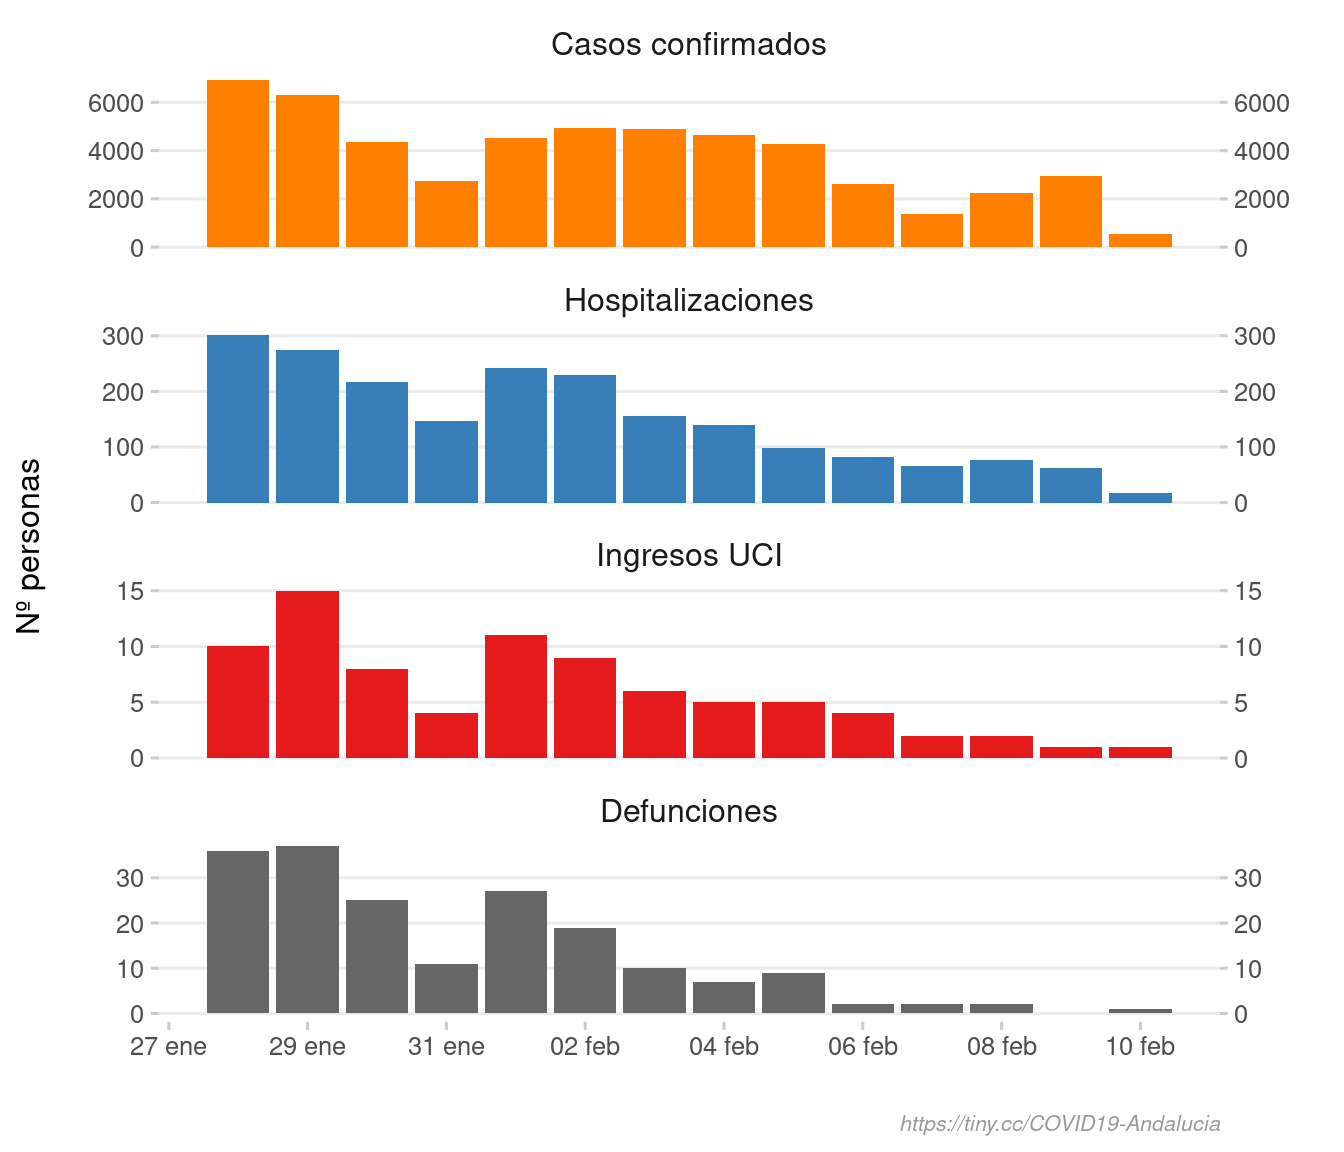 Casos confirmados
6000 6000
4000 4000
2000 2000
0 0
Hospitalizaciones
300 300
200 200
100 100
0 0
Nº personas
Ingresos UCI
15 15
10 10
5 5
0 0
Defunciones
30 30
20 20
10 10
0 0
27 ene 29 ene 31 ene 02 feb 04 feb 06 feb 08 feb 10 feb
https://tiny.cc/COVID19-Andalucia